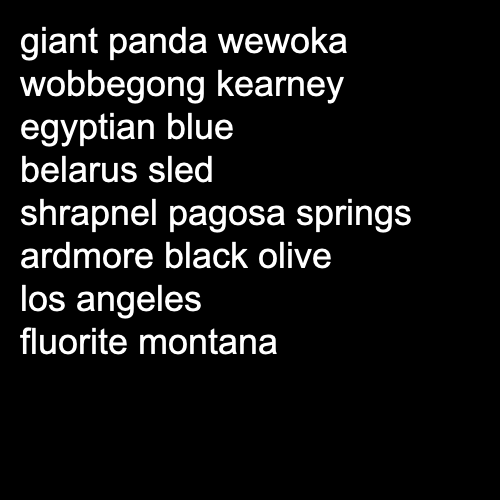 giant panda wewoka
wobbegong kearney
egyptian blue
belarus sled
shrapnel pagosa springs
ardmore black olive
los angeles
fluorite montana